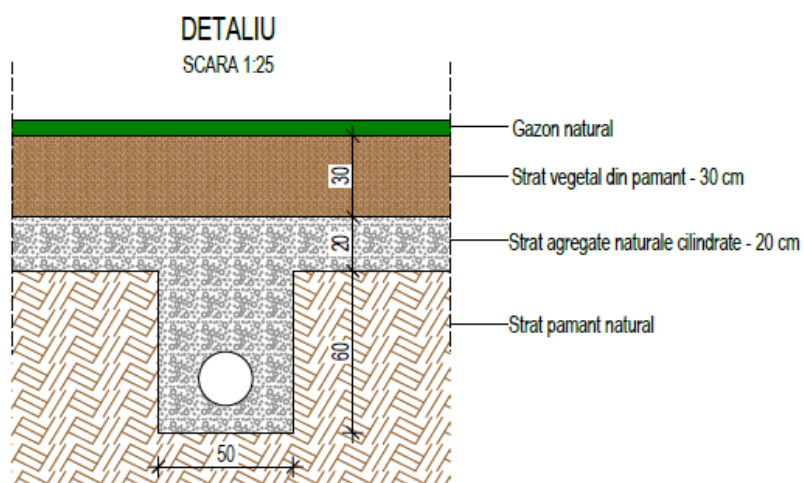 DETALIU
SCARA 1:25
Gazon natural
30
Strat vegetal din pamant - 30 cm
20
Strat agregate naturale cilindrate - 20 cm
Strat pamant natural
60
50